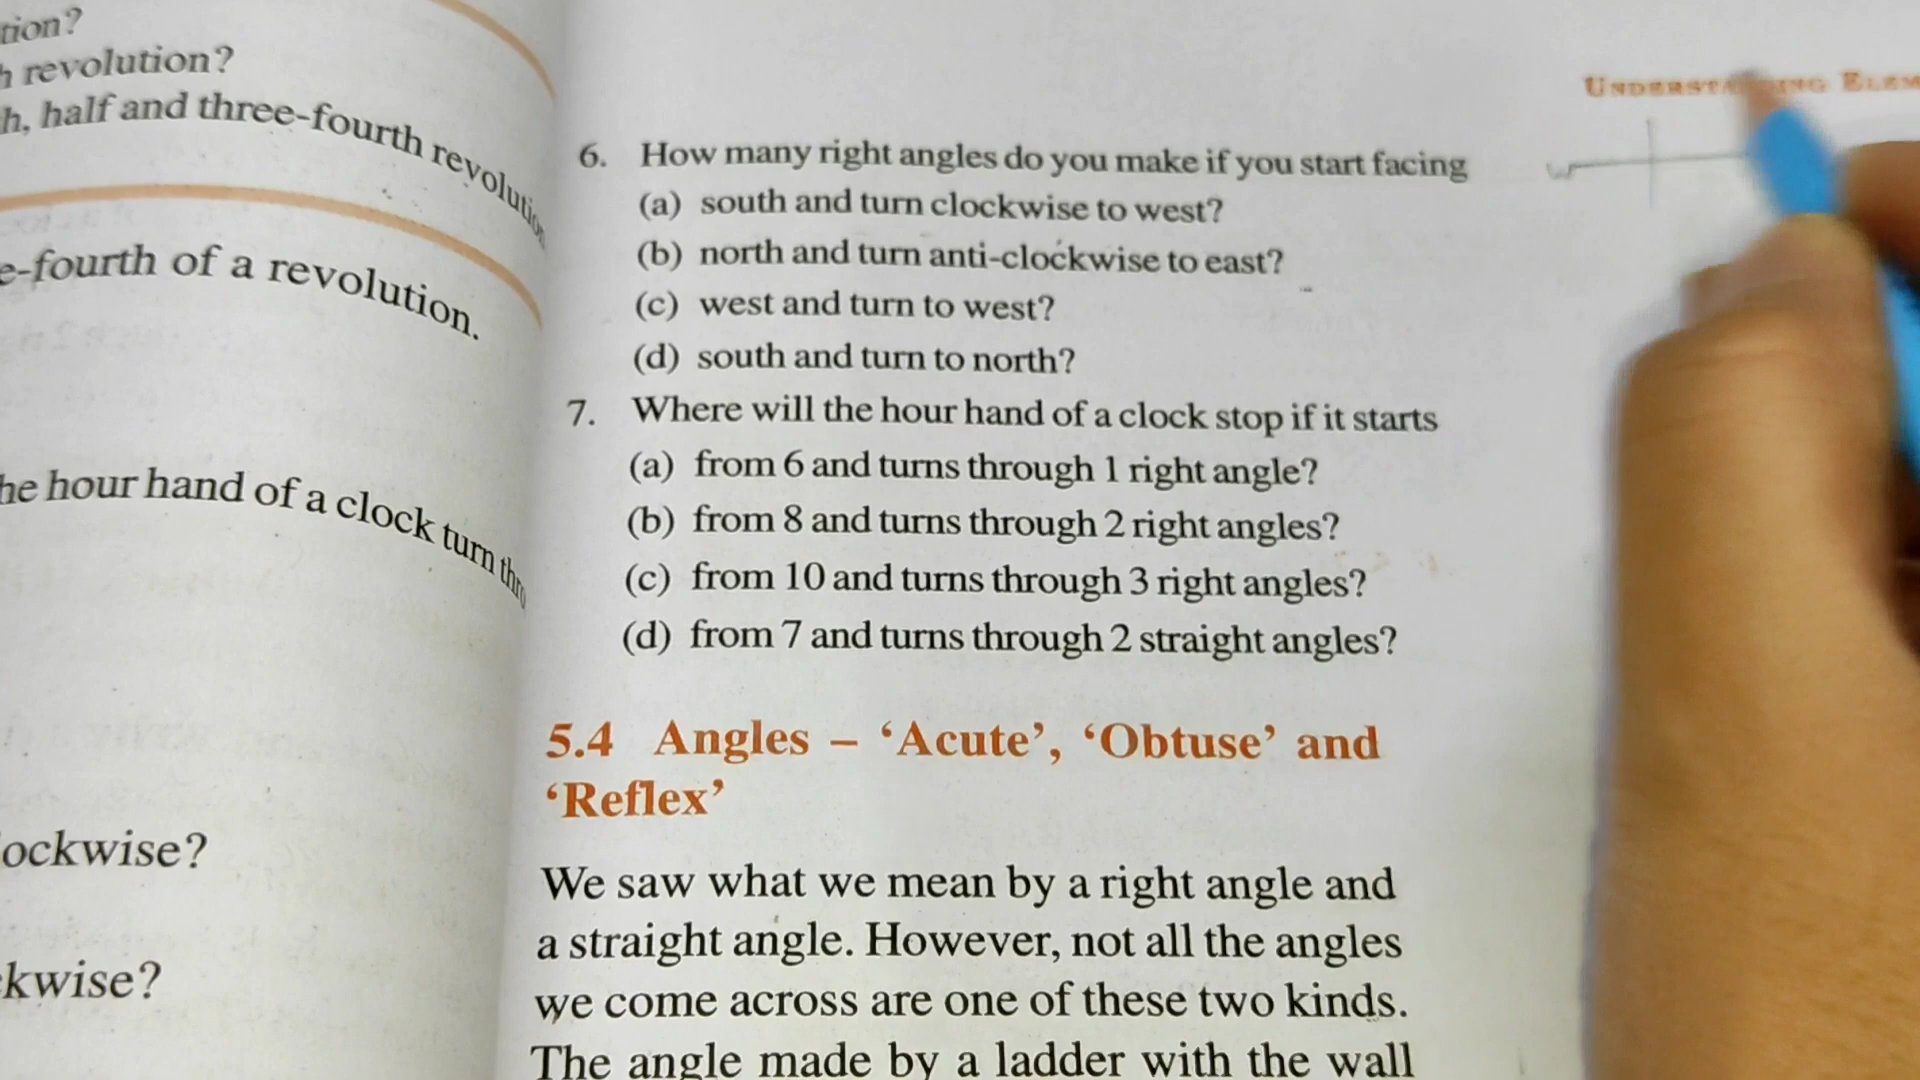 tion?
revolution?
half and three-fourth revolution
e-fourth of a revolution.
he hour hand of a clock turn
ockwise?
kwise?
UNDERSTANDING
W
6. How many right angles do you make if you start facing
(a) south and turn clockwise to west?
(b) north and turn anti-clockwise to east?
(c) west and turn to west?
(d) south and turn to north?
7. Where will the hour hand of a clock stop if it starts
(a) from 6 and turns through 1 right angle?
(b) from 8 and turns through 2 right angles?
(c) from 10 and turns through 3 right angles?
(d) from 7 and turns through 2 straight angles?
5.4 Angles – ‘Acute’, ‘Obtuse’ and
‘Reflex’
We saw what we mean by a right angle and
a straight angle. However, not all the angles
we come across are one of these two kinds.
The angle made by a ladder with the wall